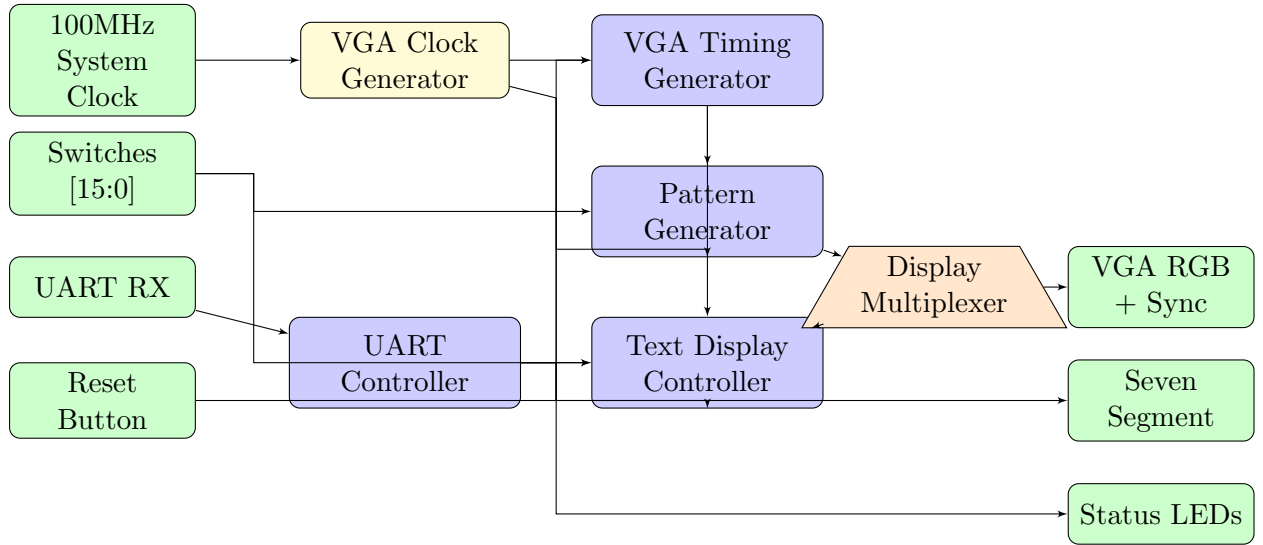 100MHz
System
Clock
VGA Clock
Generator
VGA Timing
Generator
Switches
[15:0]
Pattern
Generator
UART RX
Display
Multiplexer
VGA RGB
+ Sync
UART
Controller
Text Display
Controller
Reset
Button
Seven
Segment
Status LEDs